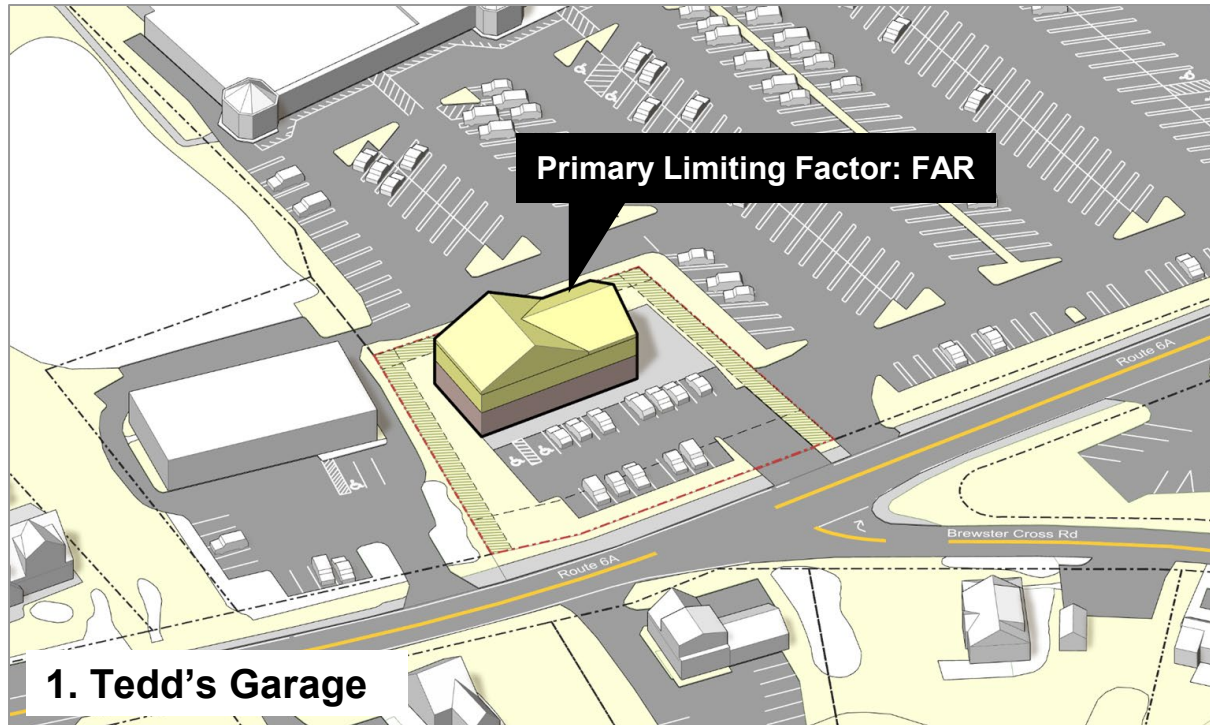 Primary Limiting Factor: FAR
Route 6A
Brewster Cross Rd
Route 6A
1. Tedd’s Garage